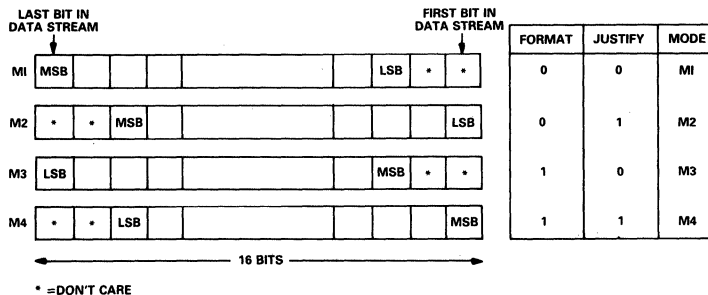 LAST BIT IN DATA STREAM
FIRST BIT IN DATA STREAM
FORMAT JUSTIFY MODE
M1 MSB LSB * *
0 0 M1
M2 * * MSB LSB
0 1 M2
M3 LSB MSB * *
1 0 M3
M4 * * LSB MSB
1 1 M4
16 BITS
* =DON'T CARE